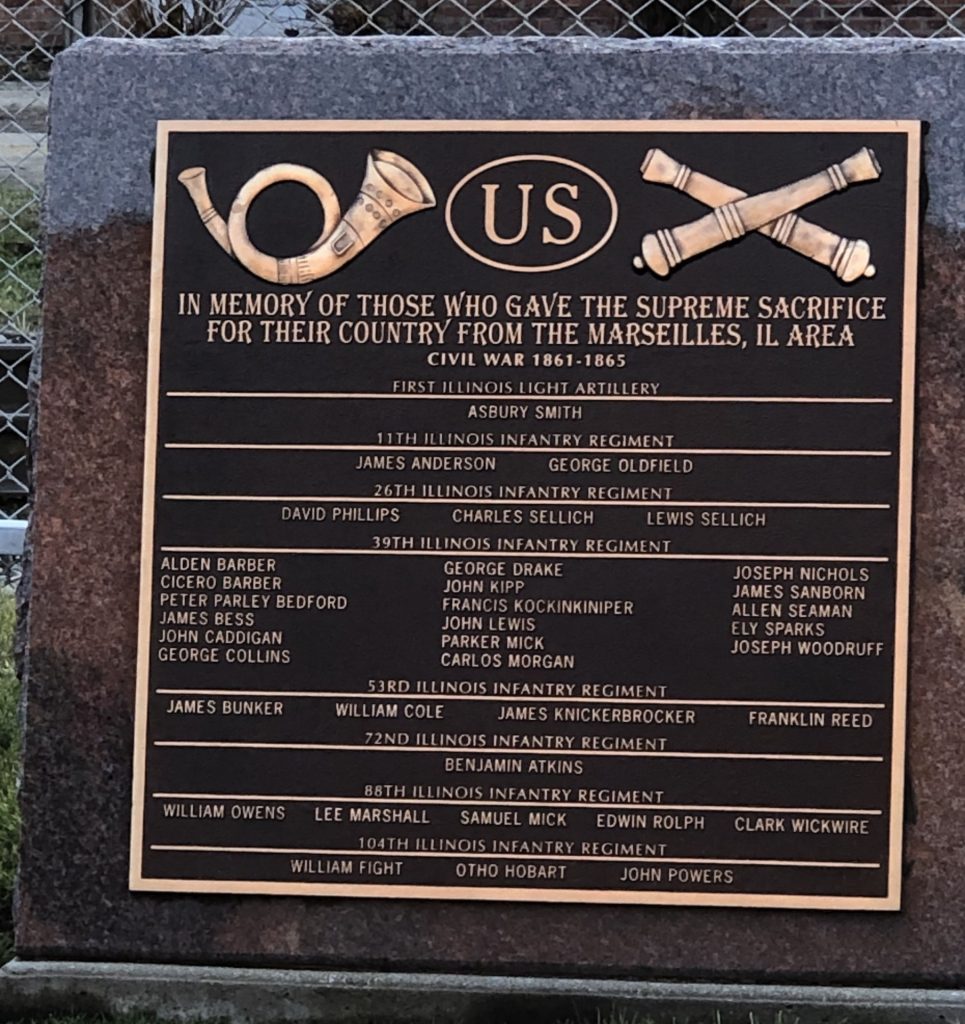 US
IN MEMORY OF THOSE WHO GAVE THE SUPREME SACRIFICE
FOR THEIR COUNTRY FROM THE MARSEILLES, IL AREA
CIVIL WAR 1861-1865
FIRST ILLINOIS LIGHT ARTILLERY
ASBURY SMITH
11TH ILLINOIS INFANTRY REGIMENT
JAMES ANDERSON GEORGE OLDFIELD
26TH ILLINOIS INFANTRY REGIMENT
DAVID PHILLIPS CHARLES SELLICH LEWIS SELLICH
39TH ILLINOIS INFANTRY REGIMENT
ALDEN BARBER
CICERO BARBER
PETER PARLEY BEDFORD
JAMES BESS
JOHN CADDIGAN
GEORGE COLLINS
GEORGE DRAKE
JOHN KIPP
FRANCIS KOCKINKINIPER
JOHN LEWIS
PARKER MICK
CARLOS MORGAN
JOSEPH NICHOLS
JAMES SANBORN
ALLEN SEAMAN
ELY SPARKS
JOSEPH WOODRUFF
53RD ILLINOIS INFANTRY REGIMENT
JAMES BUNKER WILLIAM COLE JAMES KNICKERBROCKER FRANKLIN REED
72ND ILLINOIS INFANTRY REGIMENT
BENJAMIN ATKINS
88TH ILLINOIS INFANTRY REGIMENT
WILLIAM OWENS LEE MARSHALL SAMUEL MICK EDWIN ROLPH CLARK WICKWIRE
104TH ILLINOIS INFANTRY REGIMENT
WILLIAM FIGHT OTHO HOBART JOHN POWERS